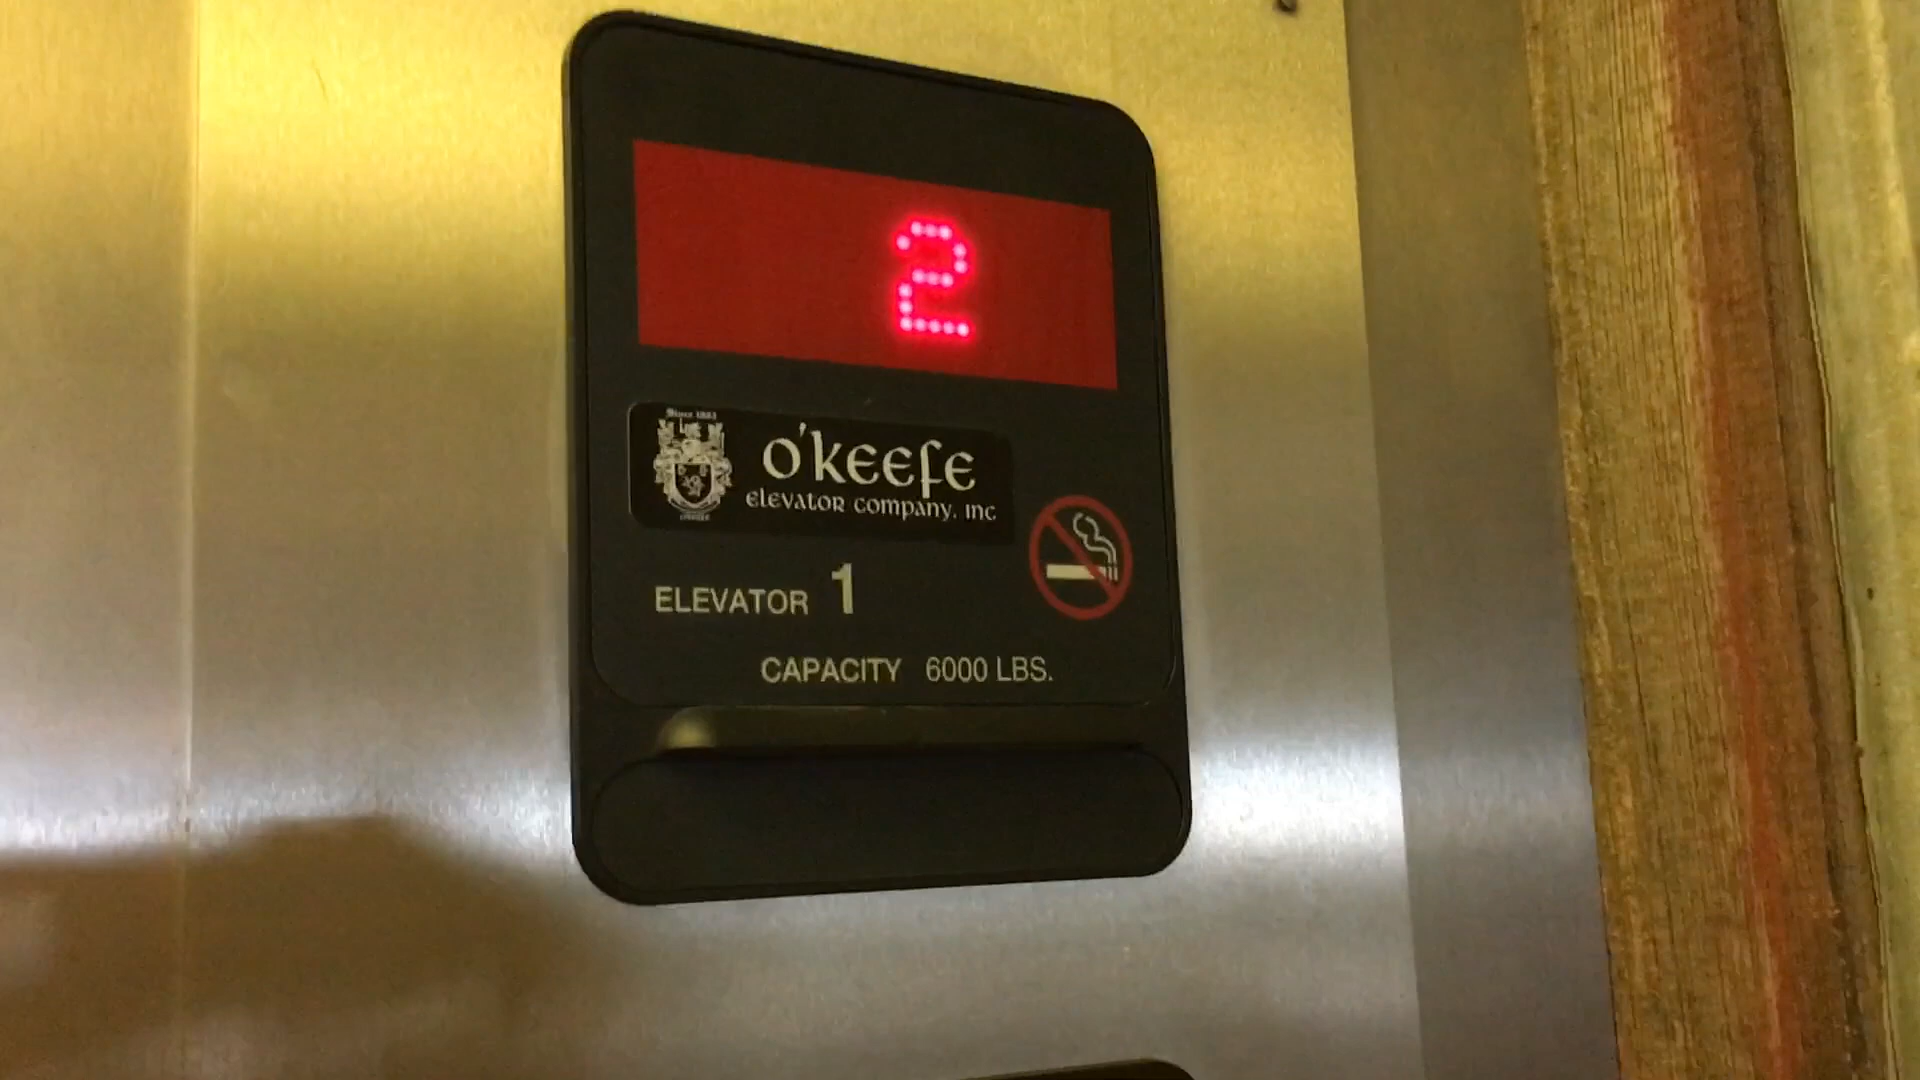 2
Since 1883
O'KEEFE
ELEVATOR COMPANY, INC
ELEVATOR 1
CAPACITY 6000 LBS.